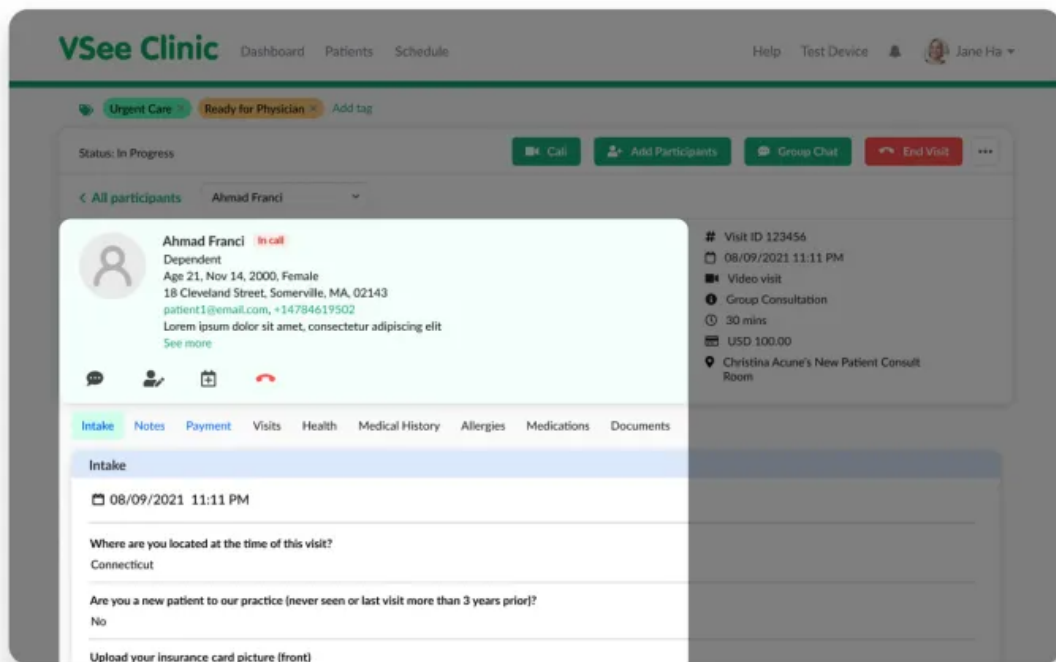 VSee Clinic Dashboard Patients Schedule Help Test Device Jane Ha
Urgent Care × Ready for Physician × Add tag
Status: In Progress Call Add Participants Group Chat End Visit ...
< All participants Ahmad Franci
Ahmad Franci In call
Dependent
Age 21, Nov 14, 2000, Female
18 Cleveland Street, Somerville, MA, 02143
patient1@email.com, +14784619502
Lorem ipsum dolor sit amet, consectetur adipiscing elit
See more
# Visit ID 123456
08/09/2021 11:11 PM
Video visit
Group Consultation
30 mins
USD 100.00
Christina Acune's New Patient Consult
Room
Intake Notes Payment Visits Health Medical History Allergies Medications Documents
Intake
08/09/2021 11:11 PM
Where are you located at the time of this visit?
Connecticut
Are you a new patient to our practice (never seen or last visit more than 3 years prior)?
No
Upload your insurance card picture (front)